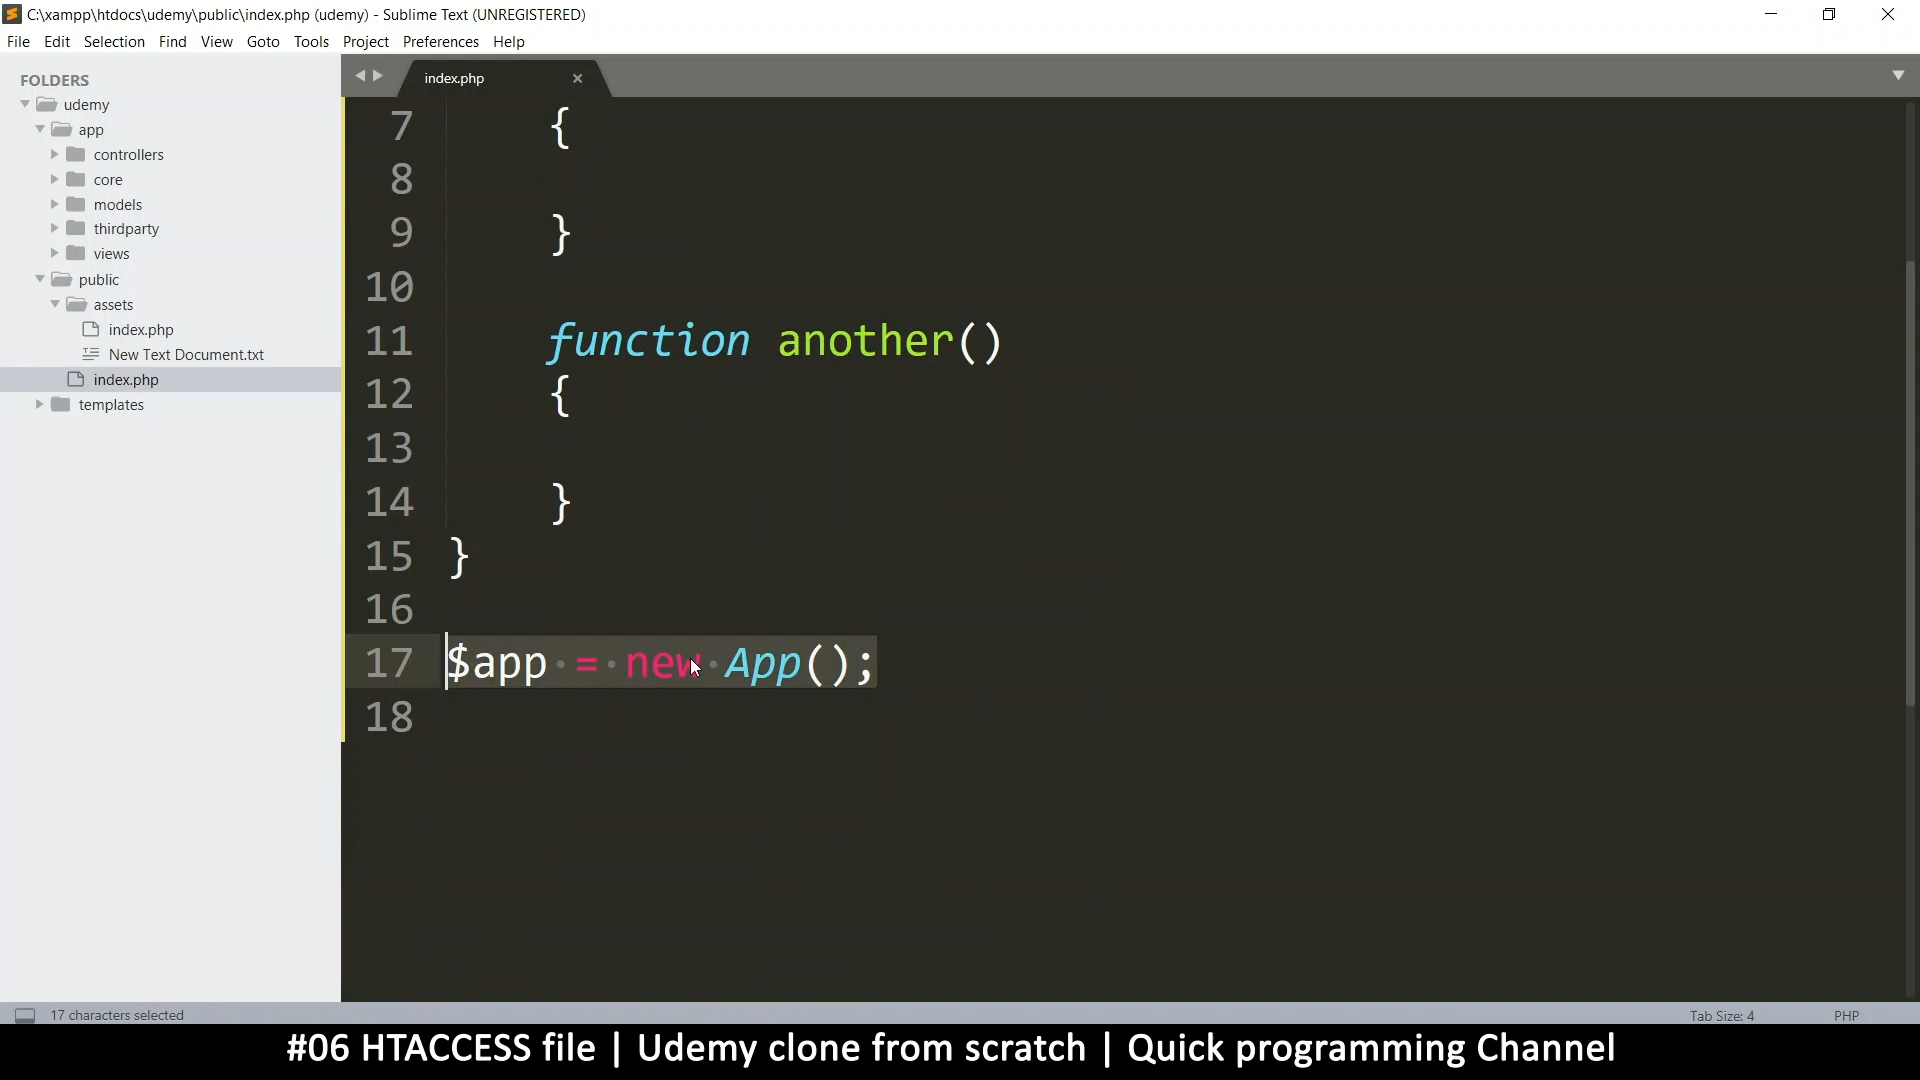 C:\xampp\htdocs\udemy\public\index.php (udemy) - Sublime Text (UNREGISTERED)
File Edit Selection Find View Goto Tools Project Preferences Help
FOLDERS
udemy
app
controllers
core
models
thirdparty
views
public
assets
index.php
New Text Document.txt
index.php
templates
index.php
7 {
8
9 }
10
11 function another()
12 {
13
14 }
15 }
16
17 $app = new App();
18
17 characters selected
Tab Size: 4
PHP
#06 HTACCESS file | Udemy clone from scratch | Quick programming Channel